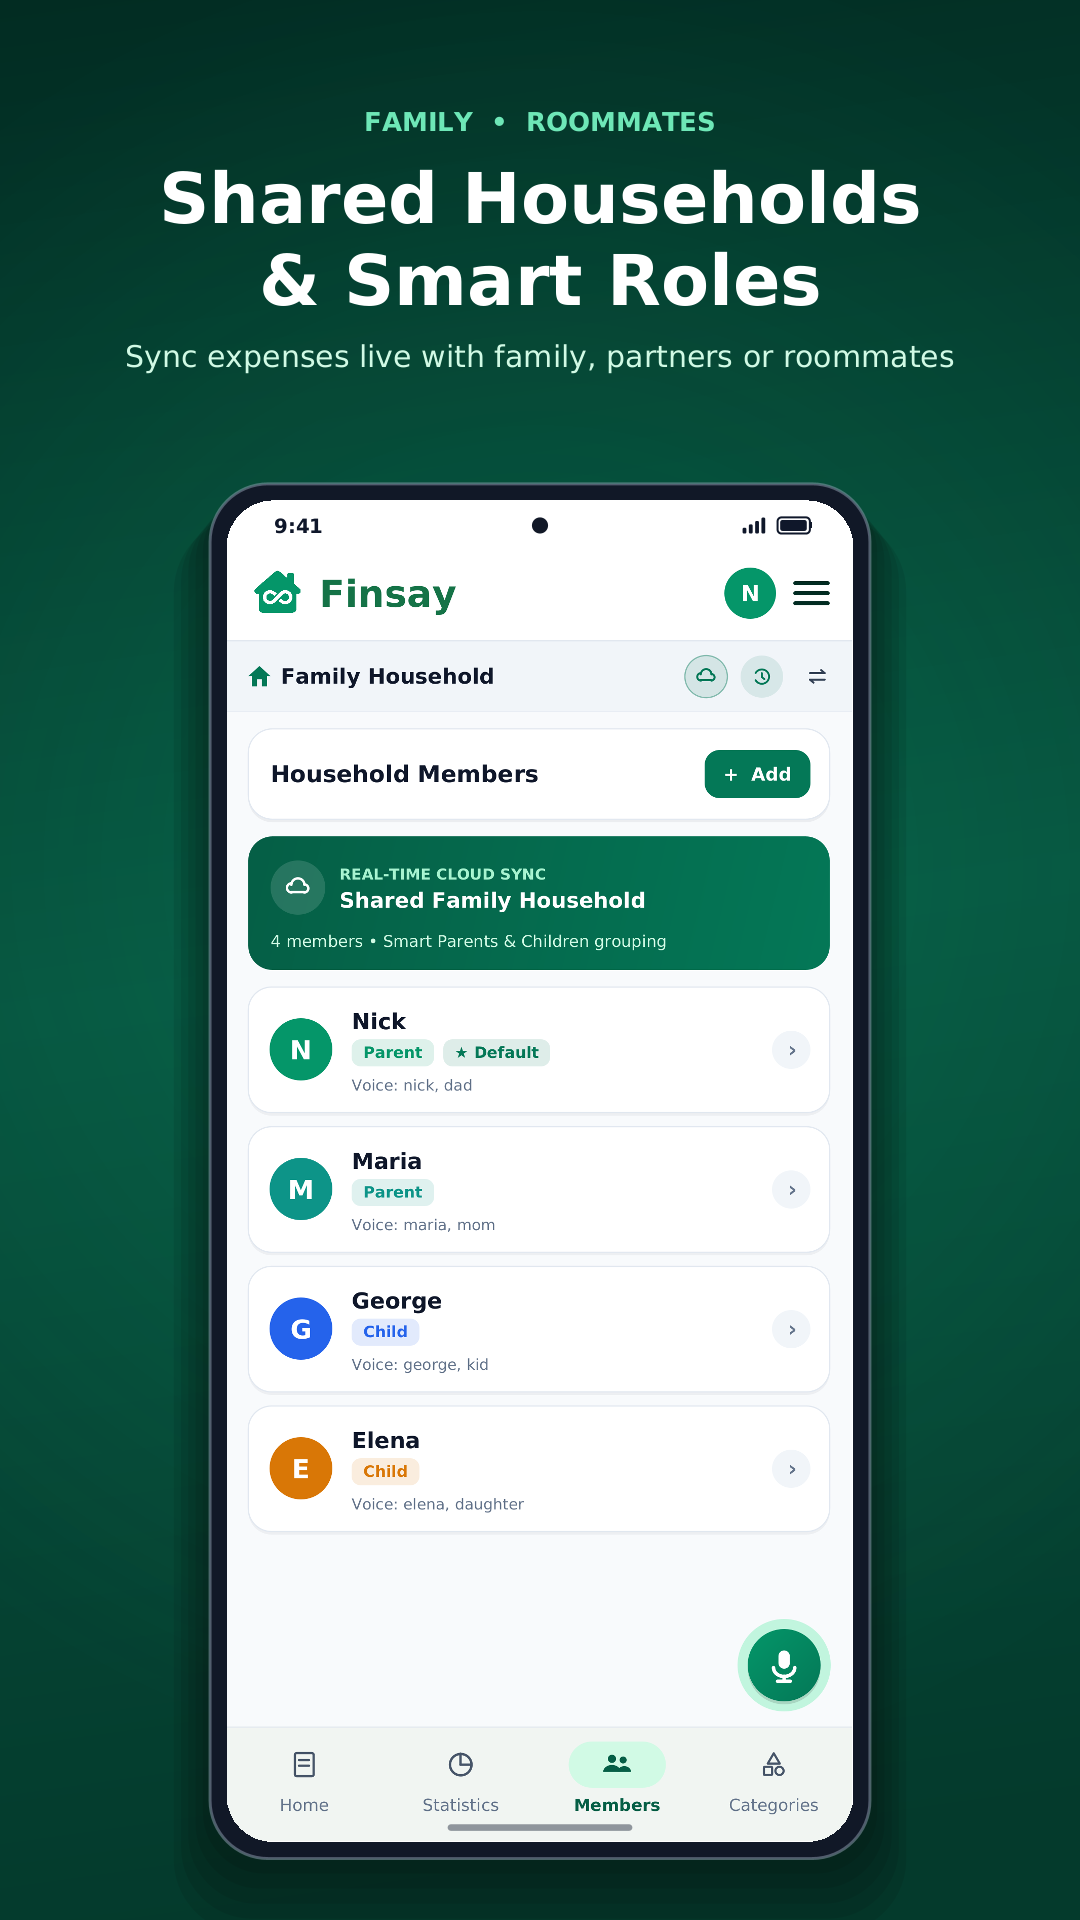 FAMILY • ROOMMATES
Shared Households
& Smart Roles
Sync expenses live with family, partners or roommates
9:41
Finsay
N
Family Household
Household Members
+ Add
REAL-TIME CLOUD SYNC
Shared Family Household
4 members • Smart Parents & Children grouping
N
Nick
Parent
★ Default
Voice: nick, dad
M
Maria
Parent
Voice: maria, mom
G
George
Child
Voice: george, kid
E
Elena
Child
Voice: elena, daughter
Home
Statistics
Members
Categories